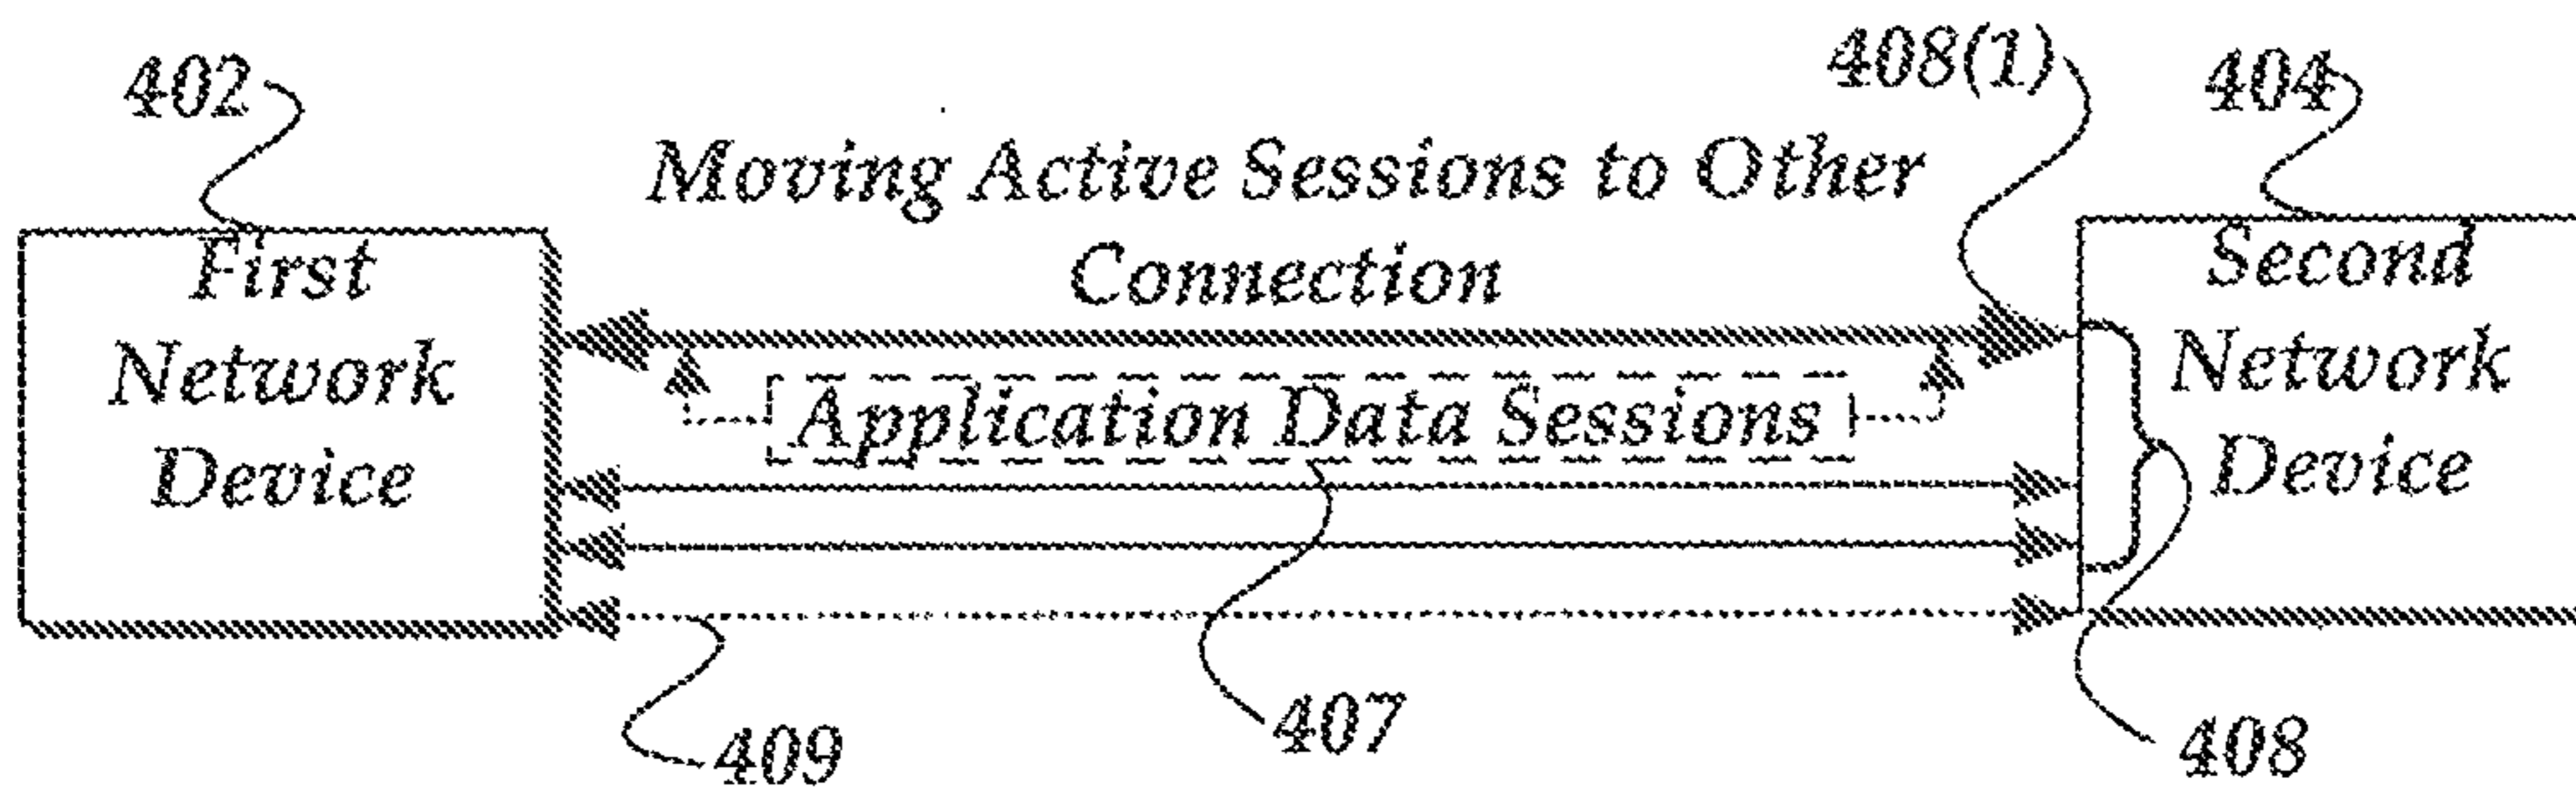 402
408(1)
404
Moving Active Sessions to Other
Connection
First
Network
Device
Second
Network
Device
Application Data Sessions
409
407
408